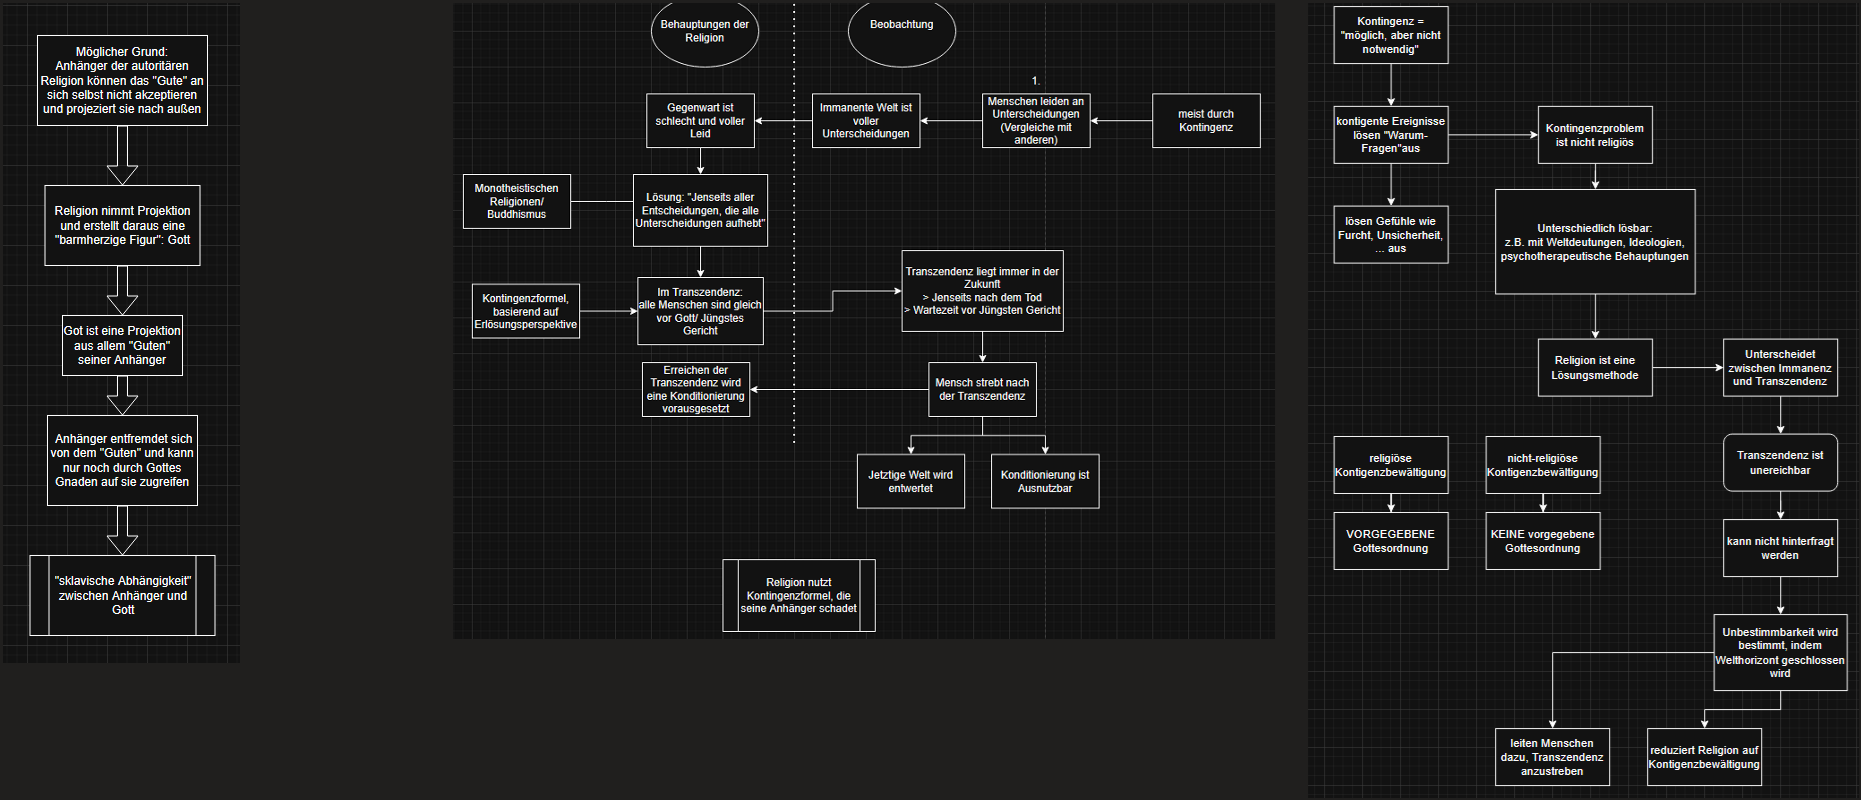 Möglicher Grund:
Anhänger der autoritären
Religion können das "Gute" an
sich selbst nicht akzeptieren
und projeziert sie nach außen
Religion nimmt Projektion
und erstellt daraus eine
"barmherzige Figur": Gott
Got ist eine Projektion
aus allem "Guten"
seiner Anhänger
Anhänger entfremdet sich
von dem "Guten" und kann
nur noch durch Gottes
Gnaden auf sie zugreifen
"sklavische Abhängigkeit"
zwischen Anhänger und
Gott
Behauptungen der
Religion
Beobachtung
1.
Gegenwart ist
schlecht und voller
Leid
Immanente Welt ist
voller
Unterscheidungen
Menschen leiden an
Unterscheidungen
(Vergleiche mit
anderen)
meist durch
Kontingenz
Monotheistischen
Religionen/
Buddhismus
Lösung: "Jenseits aller
Entscheidungen, die alle
Unterscheidungen aufhebt"
Kontingenzformel,
basierend auf
Erlösungsperspektive
Im Transzendenz:
alle Menschen sind gleich
vor Gott/ Jüngstes
Gericht
Transzendenz liegt immer in der
Zukunft
> Jenseits nach dem Tod
> Wartezeit vor Jüngsten Gericht
Erreichen der
Transzendenz wird
eine Konditionierung
vorausgesetzt
Mensch strebt nach
der Transzendenz
Jetztige Welt wird
entwertet
Konditionierung ist
Ausnutzbar
Religion nutzt
Kontingenzformel, die
seine Anhänger schadet
Kontingenz =
"möglich, aber nicht
notwendig"
kontigente Ereignisse
lösen "Warum-
Fragen"aus
Kontingenzproblem
ist nicht religiös
lösen Gefühle wie
Furcht, Unsicherheit,
... aus
Unterschiedlich lösbar:
z.B. mit Weltdeutungen, Ideologien,
psychotherapeutische Behauptungen
Religion ist eine
Lösungsmethode
Unterscheidet
zwischen Immanenz
und Transzendenz
religiöse
Kontigenzbewältigung
nicht-religiöse
Kontigenzbewältigung
Transzendenz ist
unereichbar
VORGEGEBENE
Gottesordnung
KEINE vorgegebene
Gottesordnung
kann nicht hinterfragt
werden
Unbestimmbarkeit wird
bestimmt, indem
Welthorizont geschlossen
wird
leiten Menschen
dazu, Transzendenz
anzustreben
reduziert Religion auf
Kontigenzbewältigung